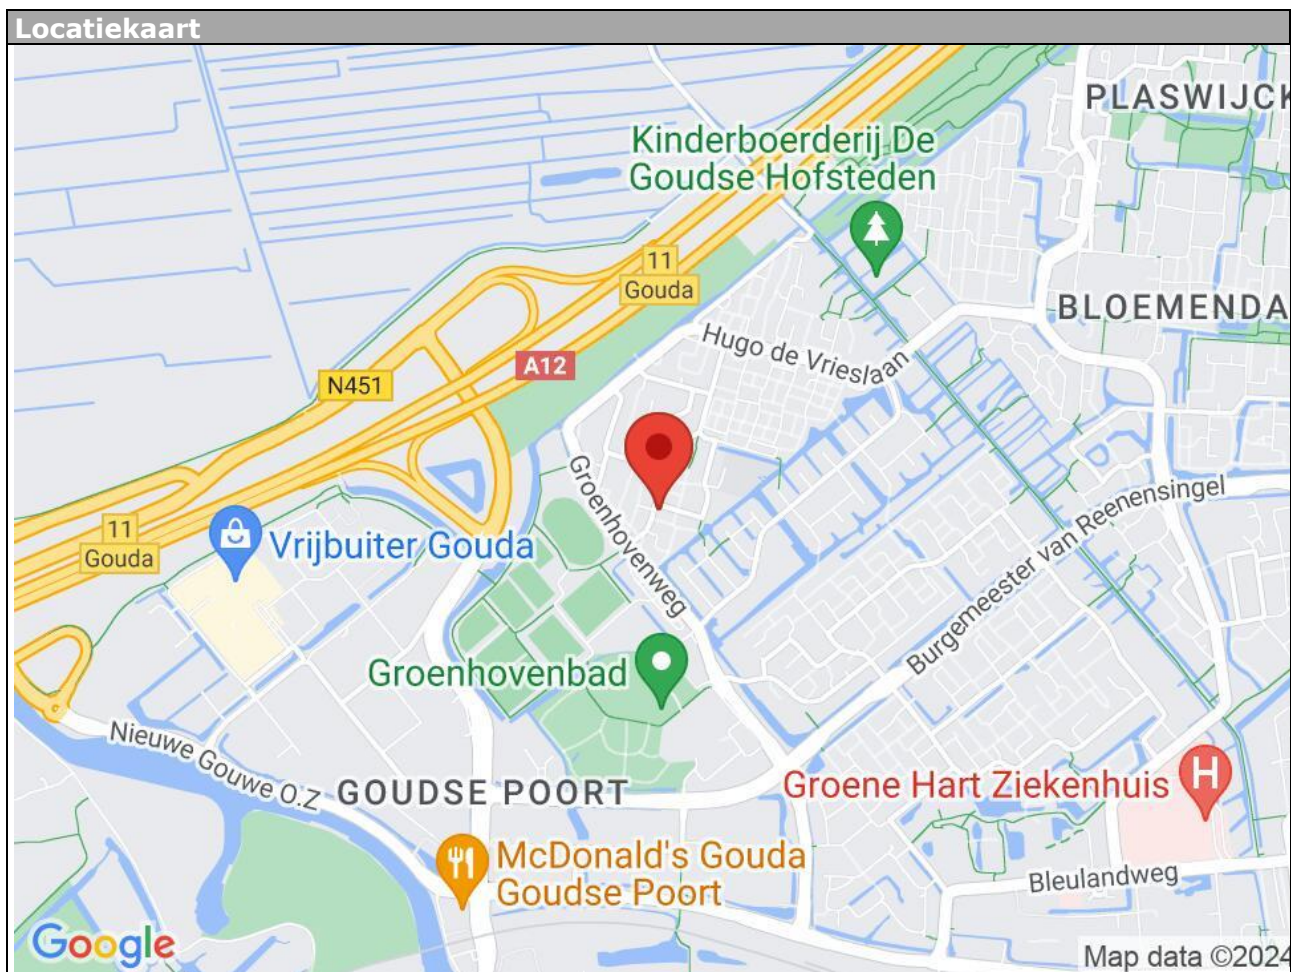 Locatiekaart
PLASWIJCK
Kinderboerderij De
Goudse Hofsteden
11
Gouda
BLOEMENDA
Hugo de Vrieslaan
A12
N451
Groenhovenweg
Burgemeester van Reenensingel
11
Gouda
Vrijbuiter Gouda
Groenhovenbad
Nieuwe Gouwe O.Z
GOUDSE POORT
Groene Hart Ziekenhuis
H
McDonald's Gouda
Goudse Poort
Bleulandweg
Google
Map data ©2024